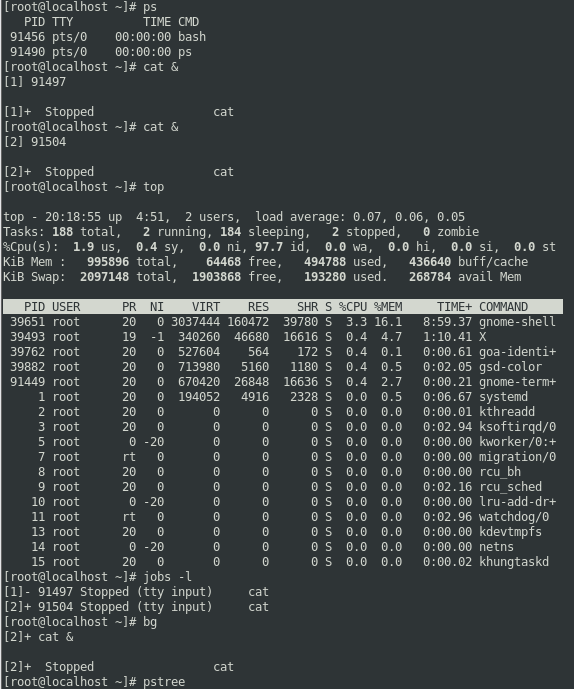 [root@localhost ~]# ps
   PID TTY          TIME CMD
 91456 pts/0    00:00:00 bash
 91490 pts/0    00:00:00 ps
[root@localhost ~]# cat &
[1] 91497

[1]+  Stopped                 cat
[root@localhost ~]# cat &
[2] 91504

[2]+  Stopped                 cat
[root@localhost ~]# top

top - 20:18:55 up  4:51,  2 users,  load average: 0.07, 0.06, 0.05
Tasks: 188 total,   2 running, 184 sleeping,   2 stopped,   0 zombie
%Cpu(s):  1.9 us,  0.4 sy,  0.0 ni, 97.7 id,  0.0 wa,  0.0 hi,  0.0 si,  0.0 st
KiB Mem :   995896 total,    64468 free,   494788 used,   436640 buff/cache
KiB Swap:  2097148 total,  1903868 free,   193280 used.   268784 avail Mem

   PID USER      PR  NI    VIRT    RES    SHR S %CPU %MEM     TIME+ COMMAND
 39651 root      20   0 3037444 160472  39780 S  3.3 16.1   8:59.37 gnome-shell
 39493 root      19  -1  340260  46680  16616 S  0.4  4.7   1:10.41 X
 39762 root      20   0  527604    564    172 S  0.4  0.1   0:00.61 goa-identi+
 39882 root      20   0  713980   5160   1180 S  0.4  0.5   0:02.05 gsd-color
 91449 root      20   0  670420  26848  16636 S  0.4  2.7   0:00.21 gnome-term+
     1 root      20   0  194052   4916   2328 S  0.0  0.5   0:06.67 systemd
     2 root      20   0       0      0      0 S  0.0  0.0   0:00.01 kthreadd
     3 root      20   0       0      0      0 S  0.0  0.0   0:02.94 ksoftirqd/0
     5 root       0 -20       0      0      0 S  0.0  0.0   0:00.00 kworker/0:+
     7 root      rt   0       0      0      0 S  0.0  0.0   0:00.00 migration/0
     8 root      20   0       0      0      0 S  0.0  0.0   0:00.00 rcu_bh
     9 root      20   0       0      0      0 S  0.0  0.0   0:02.16 rcu_sched
    10 root       0 -20       0      0      0 S  0.0  0.0   0:00.00 lru-add-dr+
    11 root      rt   0       0      0      0 S  0.0  0.0   0:02.96 watchdog/0
    13 root      20   0       0      0      0 S  0.0  0.0   0:00.00 kdevtmpfs
    14 root       0 -20       0      0      0 S  0.0  0.0   0:00.00 netns
    15 root      20   0       0      0      0 S  0.0  0.0   0:00.02 khungtaskd
[root@localhost ~]# jobs -l
[1]- 91497 Stopped (tty input)     cat
[2]+ 91504 Stopped (tty input)     cat
[root@localhost ~]# bg
[2]+ cat &

[2]+  Stopped                 cat
[root@localhost ~]# pstree